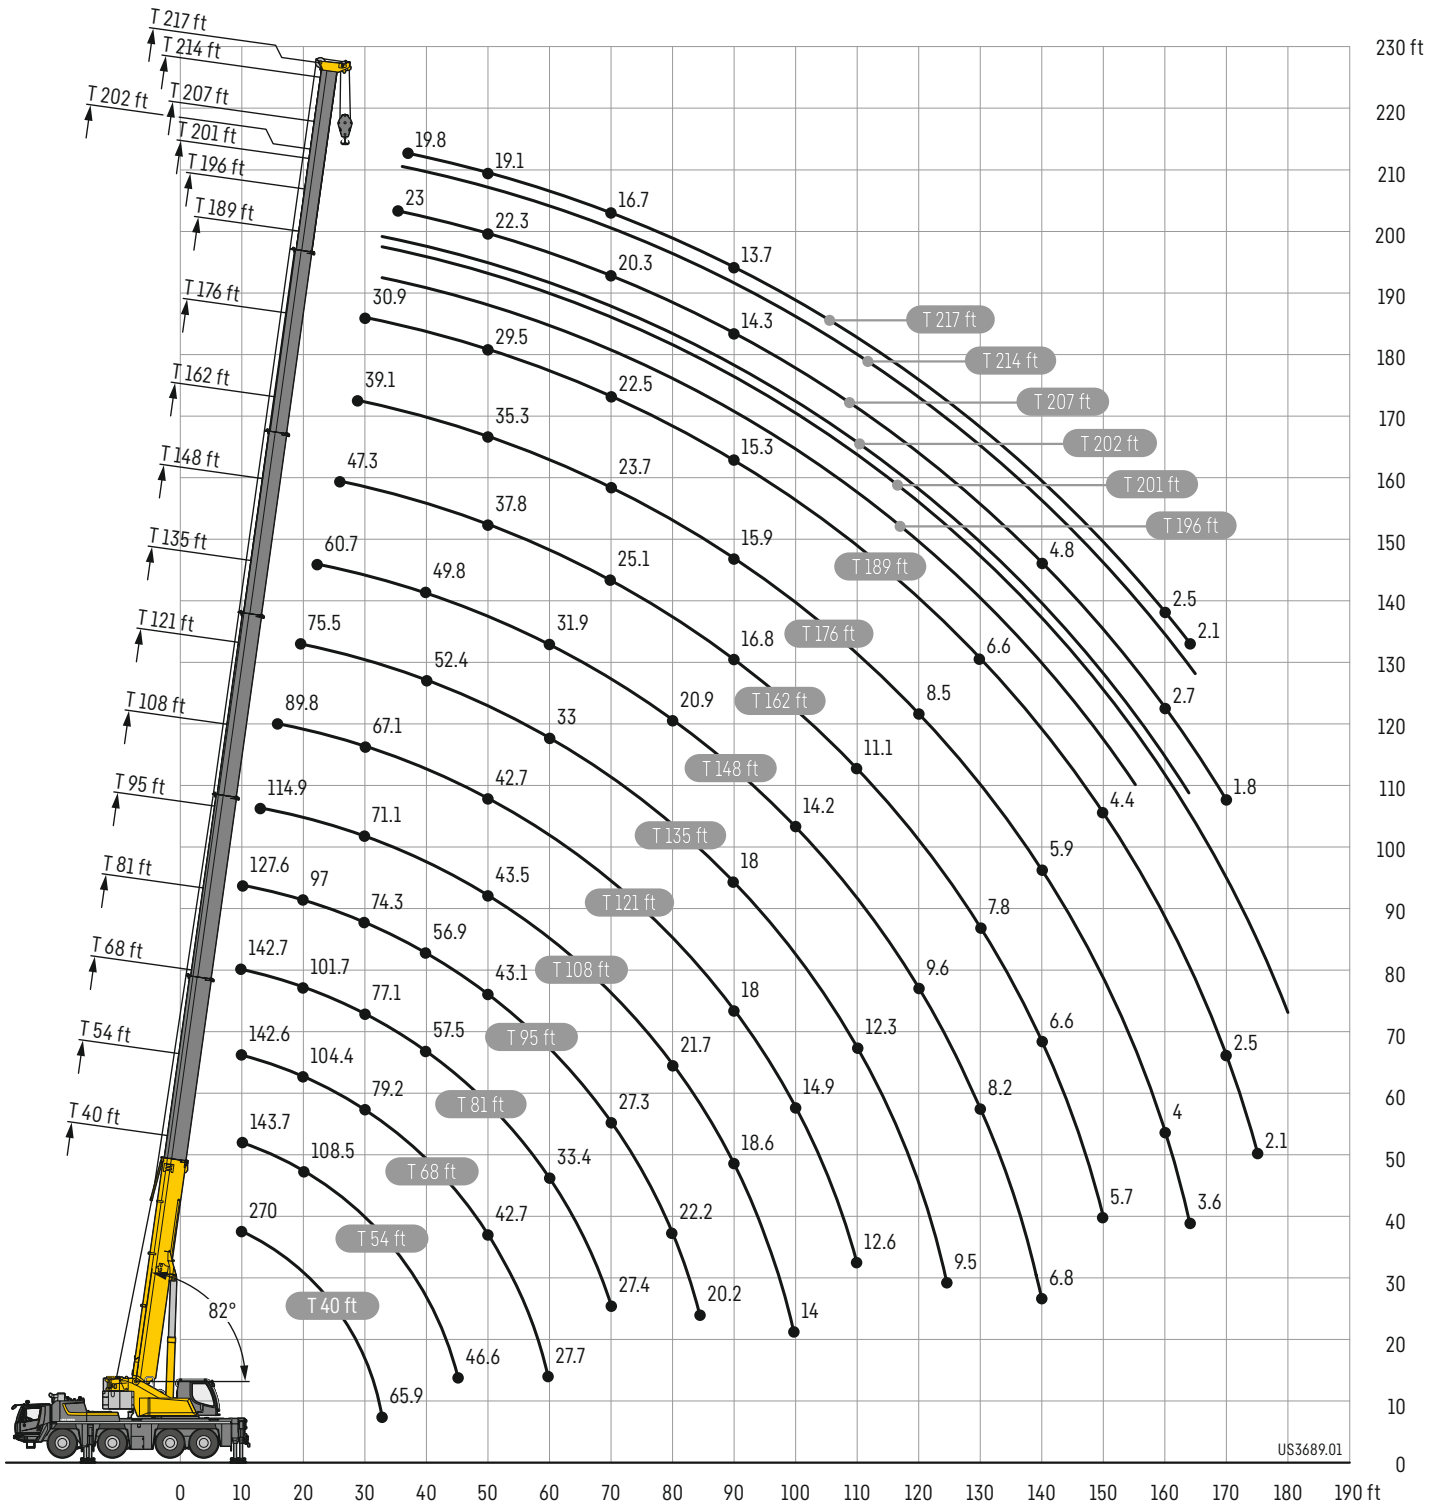 T 217 ft
230 ft
T 214 ft
T 202 ft
T 207 ft
220
T 201 ft
19.8
19.1
T 196 ft
210
23
16.7
T 189 ft
22.3
200
20.3
13.7
T 176 ft
30.9
190
29.5
14.3
T 217 ft
180
T 214 ft
T 162 ft
39.1
22.5
T 207 ft
35.3
15.3
170
T 202 ft
T 148 ft
47.3
23.7
160
T 201 ft
37.8
T 196 ft
T 135 ft
60.7
15.9
150
49.8
25.1
T 189 ft
4.8
T 121 ft
75.5
31.9
140
2.5
16.8
T 176 ft
6.6
2.1
52.4
130
T 108 ft
89.8
33
20.9
T 162 ft
8.5
2.7
67.1
120
T 95 ft
114.9
42.7
T 148 ft
11.1
110
1.8
71.1
14.2
4.4
T 81 ft
127.6
97
43.5
T 135 ft
18
5.9
100
74.3
T 121 ft
7.8
90
T 68 ft
142.7
101.7
56.9
43.1
T 108 ft
9.6
80
77.1
18
T 54 ft
142.6
104.4
57.5
T 95 ft
21.7
12.3
6.6
2.5
70
79.2
14.9
8.2
60
T 40 ft
143.7
T 81 ft
27.3
18.6
4
2.1
108.5
33.4
50
T 68 ft
22.2
5.7
3.6
270
T 54 ft
42.7
12.6
40
9.5
6.8
27.4
20.2
30
82°
T 40 ft
14
20
46.6
27.7
65.9
10
US3689.01
0
0 10 20 30 40 50 60 70 80 90 100 110 120 130 140 150 160 170 180 190 ft